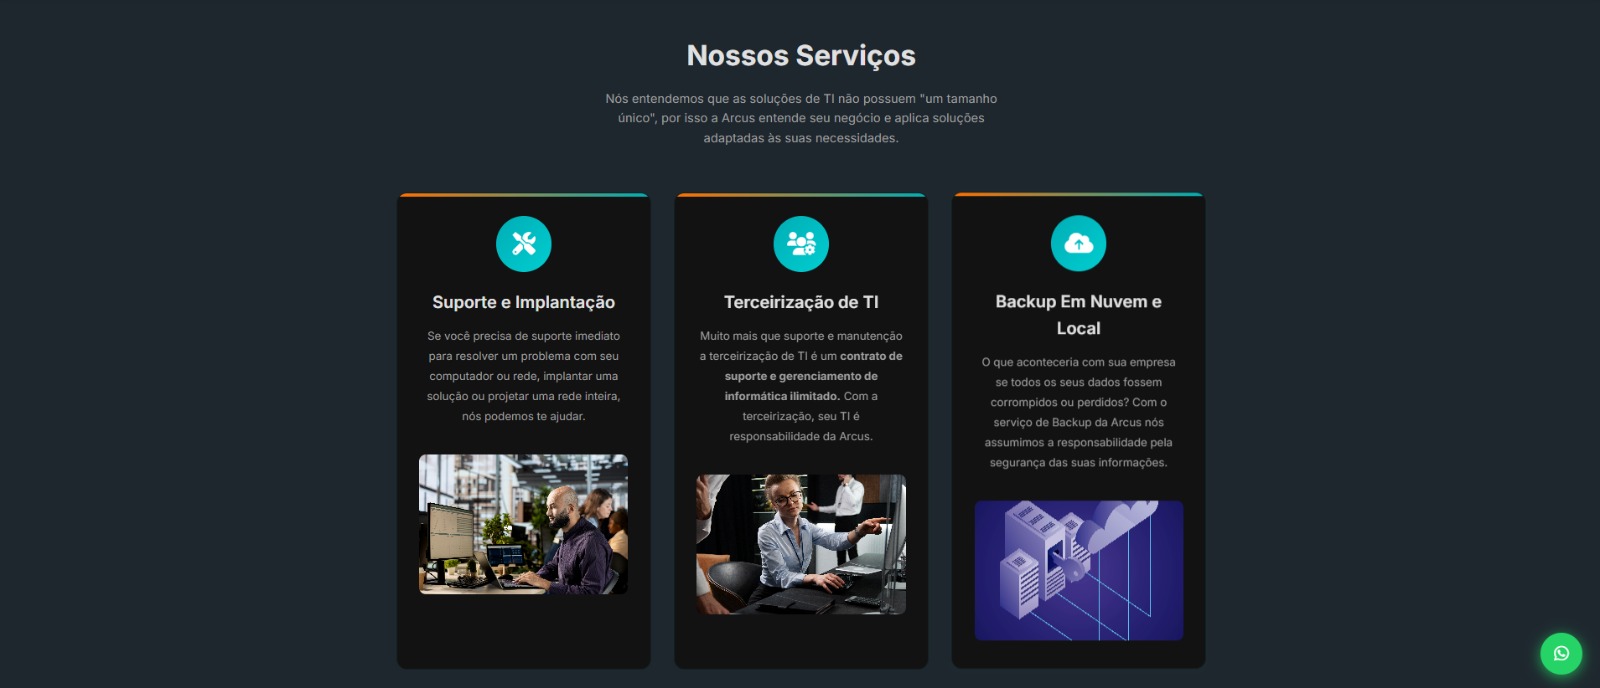 Nossos Serviços
Nós entendemos que as soluções de TI não possuem "um tamanho
único", por isso a Arcus entende seu negócio e aplica soluções
adaptadas às suas necessidades.
Suporte e Implantação
Se você precisa de suporte imediato
para resolver um problema com seu
computador ou rede, implantar uma
solução ou projetar uma rede inteira,
nós podemos te ajudar.
Terceirização de TI
Muito mais que suporte e manutenção
a terceirização de TI é um contrato de
suporte e gerenciamento de
informática ilimitado. Com a
terceirização, seu TI é
responsabilidade da Arcus.
Backup Em Nuvem e
Local
O que aconteceria com sua empresa
se todos os seus dados fossem
corrompidos ou perdidos? Com o
serviço de Backup da Arcus nós
assumimos a responsabilidade pela
segurança das suas informações.